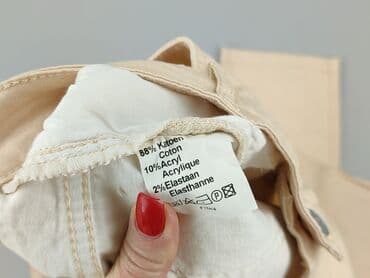 88% Katoen
Coton
10% Acryl
Acrylique
2% Elastaan
Elasthanne